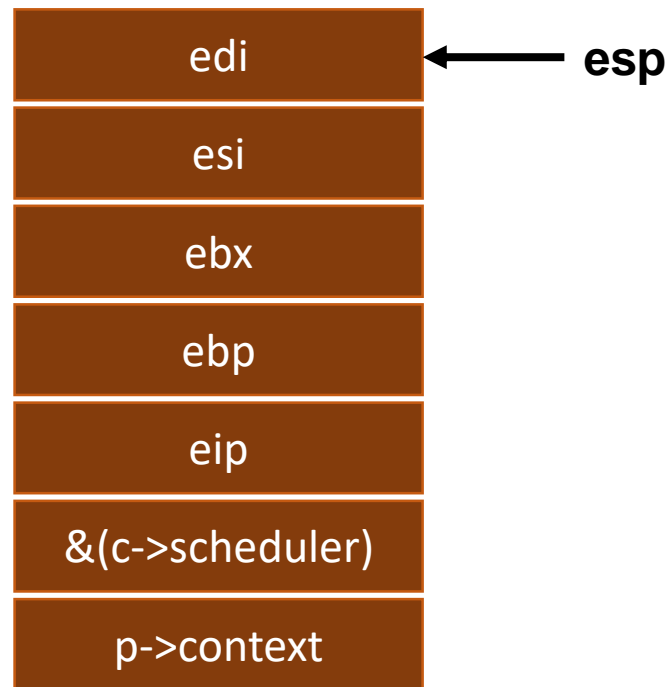 edi
esp
esi
ebx
ebp
eip
&(c->scheduler)
p->context